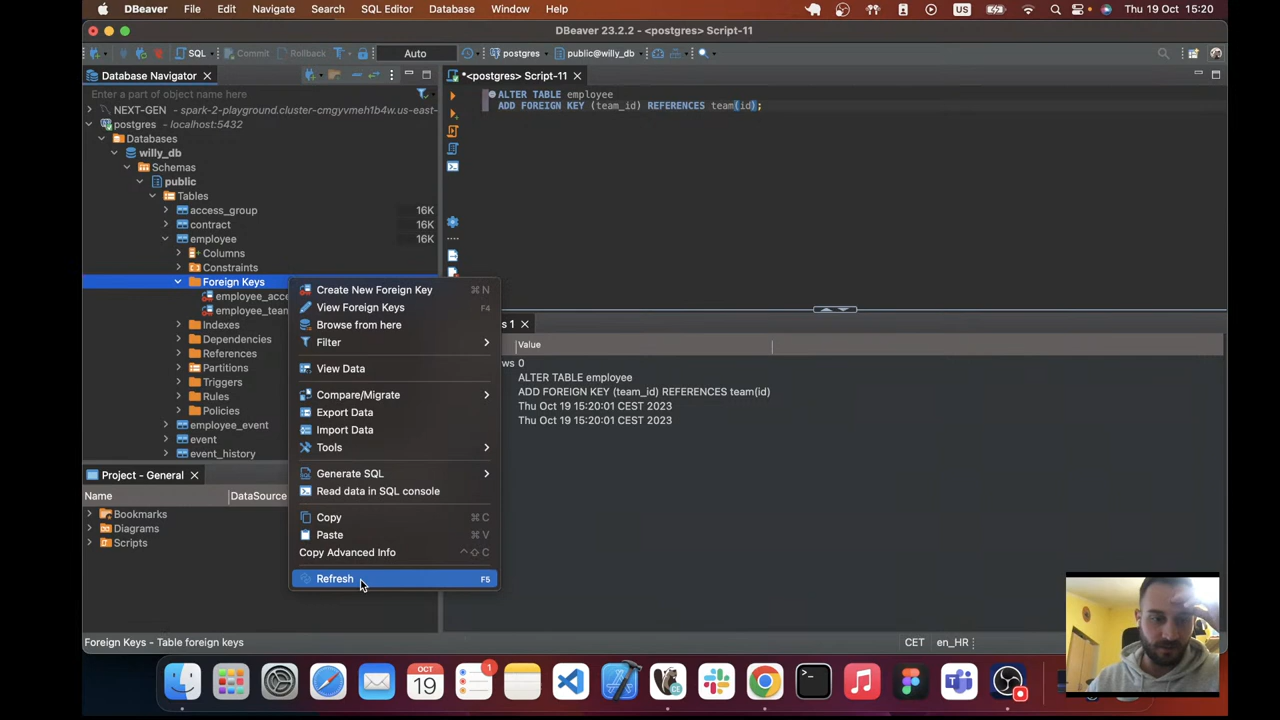 DBeaver File Edit Navigate Search SQL Editor Database Window Help US Thu 19 Oct 15:20
DBeaver 23.2.2 - <postgres> Script-11
SQL Commit Rollback Auto postgres public@willy_db
Database Navigator
Enter a part of object name here
NEXT-GEN - spark-2-playground.cluster-cmgyvmeh1b4w.us-east-
postgres - localhost:5432
Databases
willy_db
Schemas
public
Tables
access_group 16K
contract 16K
employee 16K
Columns
Constraints
Foreign Keys
employee_acce
employee_tean
Indexes
Dependencies
References
Partitions
Triggers
Rules
Policies
employee_event
event
event_history
*<postgres> Script-11
ALTER TABLE employee
ADD FOREIGN KEY (team_id) REFERENCES team(id);
Create New Foreign Key ⌘ N
View Foreign Keys F4
Browse from here
Filter
View Data
Compare/Migrate
Export Data
Import Data
Tools
Generate SQL
Read data in SQL console
Copy ⌘ C
Paste ⌘ V
Copy Advanced Info ^ ⇧ C
Refresh F5
s 1
Value
ws 0
ALTER TABLE employee
ADD FOREIGN KEY (team_id) REFERENCES team(id)
Thu Oct 19 15:20:01 CEST 2023
Thu Oct 19 15:20:01 CEST 2023
Project - General
Name DataSource
Bookmarks
Diagrams
Scripts
Foreign Keys - Table foreign keys
CET en_HR
OCT
19
1